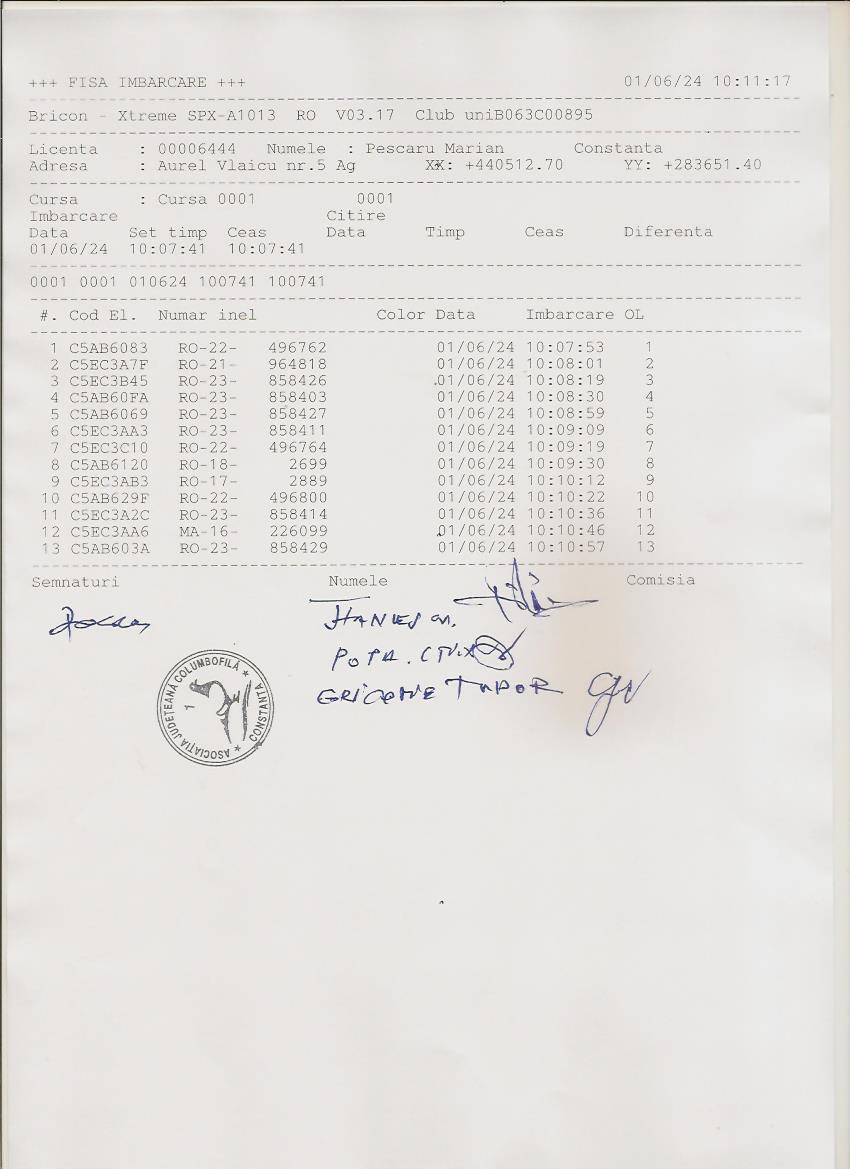 +++ FISA IMBARCARE +++ 01/06/24 10:11:17
Bricon - Xtreme SPX-A1013 RO V03.17 Club uniB063C00895
Licenta : 00006444 Numele : Pescaru Marian Constanta
Adresa : Aurel Vlaicu nr.5 Ag XX: +440512.70 YY: +283651.40
Cursa : Cursa 0001 0001
Imbarcare Citire
Data Set timp Ceas Data Timp Ceas Diferenta
01/06/24 10:07:41 10:07:41
0001 0001 010624 100741 100741
#. Cod El. Numar inel Color Data Imbarcare OL
1 C5AB6083 RO-22- 496762 01/06/24 10:07:53 1
2 C5EC3A7F RO-21- 964818 01/06/24 10:08:01 2
3 C5EC3B45 RO-23- 858426 01/06/24 10:08:19 3
4 C5AB60FA RO-23- 858403 01/06/24 10:08:30 4
5 C5AB6069 RO-23- 858427 01/06/24 10:08:59 5
6 C5EC3AA3 RO-23- 858411 01/06/24 10:09:09 6
7 C5EC3C10 RO-22- 496764 01/06/24 10:09:19 7
8 C5AB6120 RO-18- 2699 01/06/24 10:09:30 8
9 C5EC3AB3 RO-17- 2889 01/06/24 10:10:12 9
10 C5AB629F RO-22- 496800 01/06/24 10:10:22 10
11 C5EC3A2C RO-23- 858414 01/06/24 10:10:36 11
12 C5EC3AA6 MA-16- 226099 01/06/24 10:10:46 12
13 C5AB603A RO-23- 858429 01/06/24 10:10:57 13
Semnaturi Numele Comisia
TUDOR
ASOCIAŢIA JUDEŢEANĂ COLUMBOFILĂ * CONSTANŢA *
1